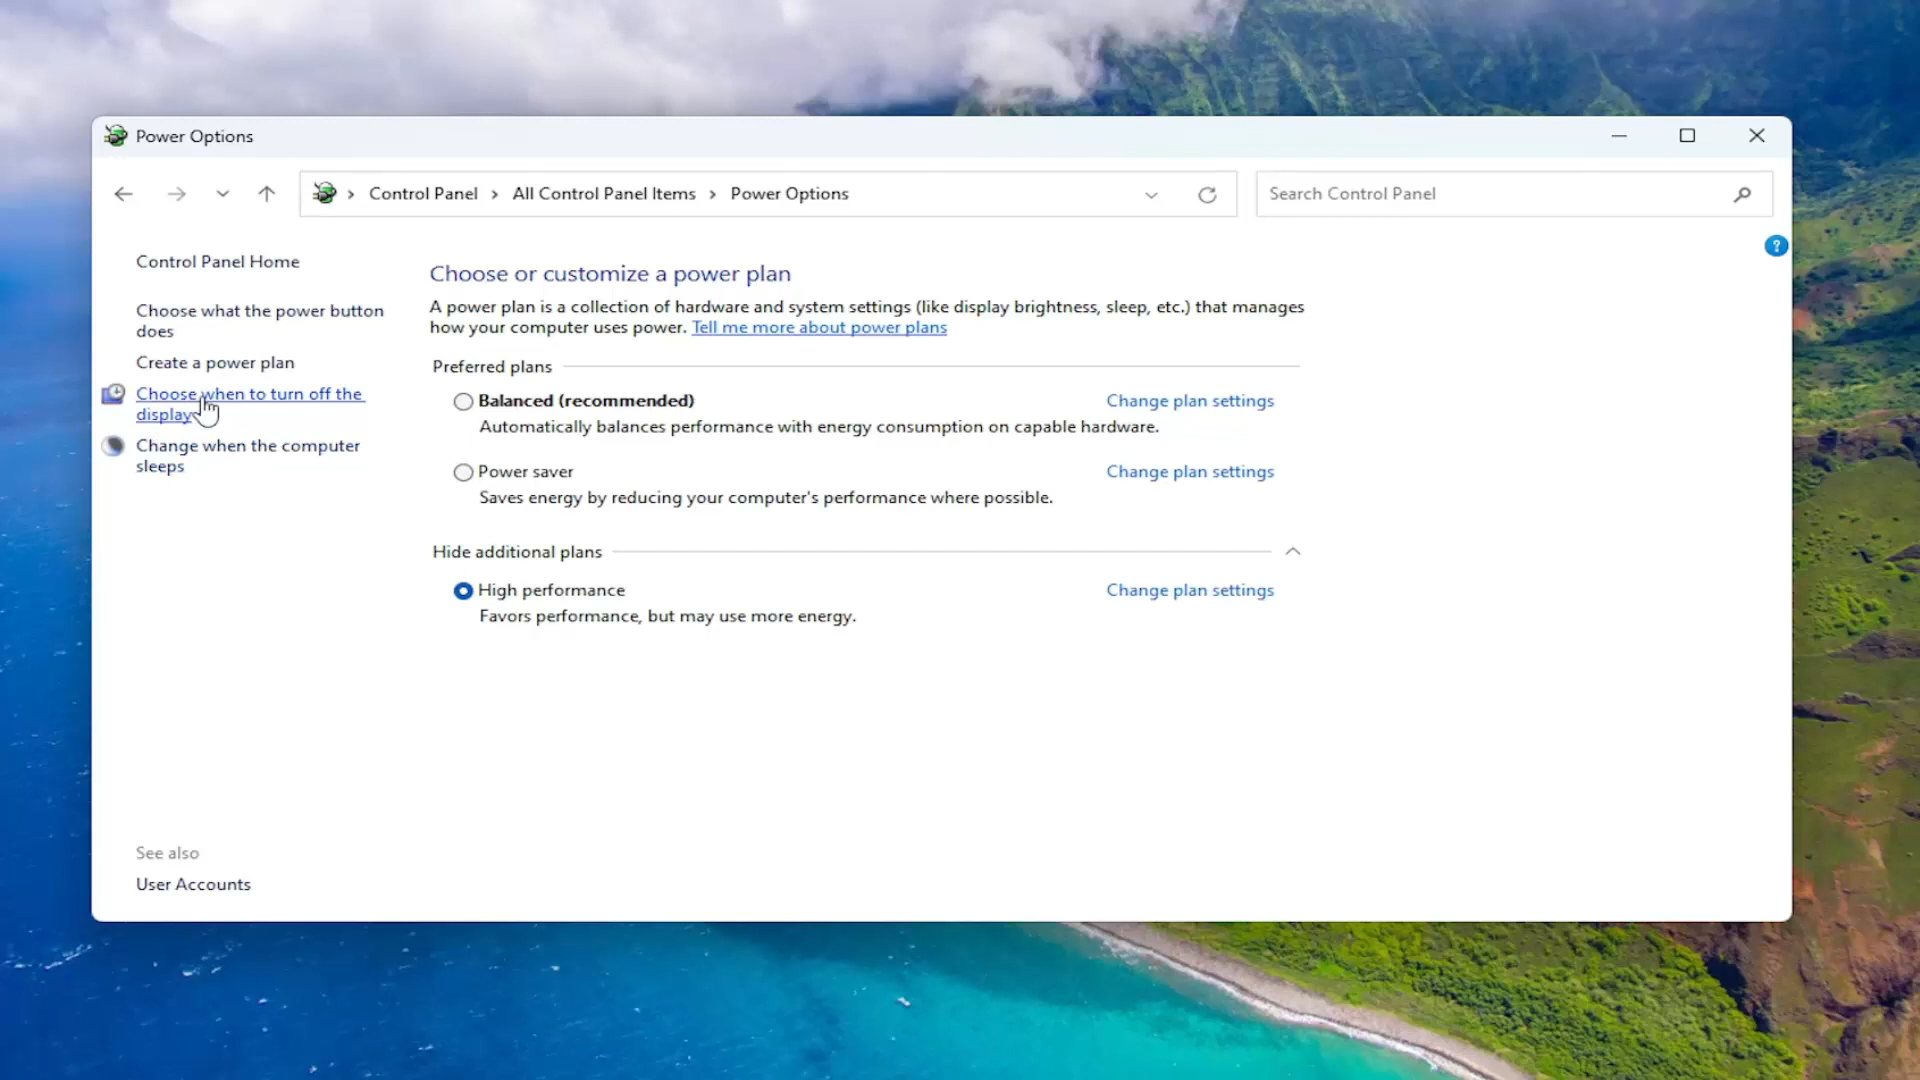 Power Options
Control Panel > All Control Panel Items > Power Options
Search Control Panel
?
Control Panel Home
Choose what the power button
does
Create a power plan
Choose when to turn off the
display
Change when the computer
sleeps
Choose or customize a power plan
A power plan is a collection of hardware and system settings (like display brightness, sleep, etc.) that manages
how your computer uses power. Tell me more about power plans
Preferred plans
Balanced (recommended) Change plan settings
Automatically balances performance with energy consumption on capable hardware.
Power saver Change plan settings
Saves energy by reducing your computer's performance where possible.
Hide additional plans
High performance Change plan settings
Favors performance, but may use more energy.
See also
User Accounts